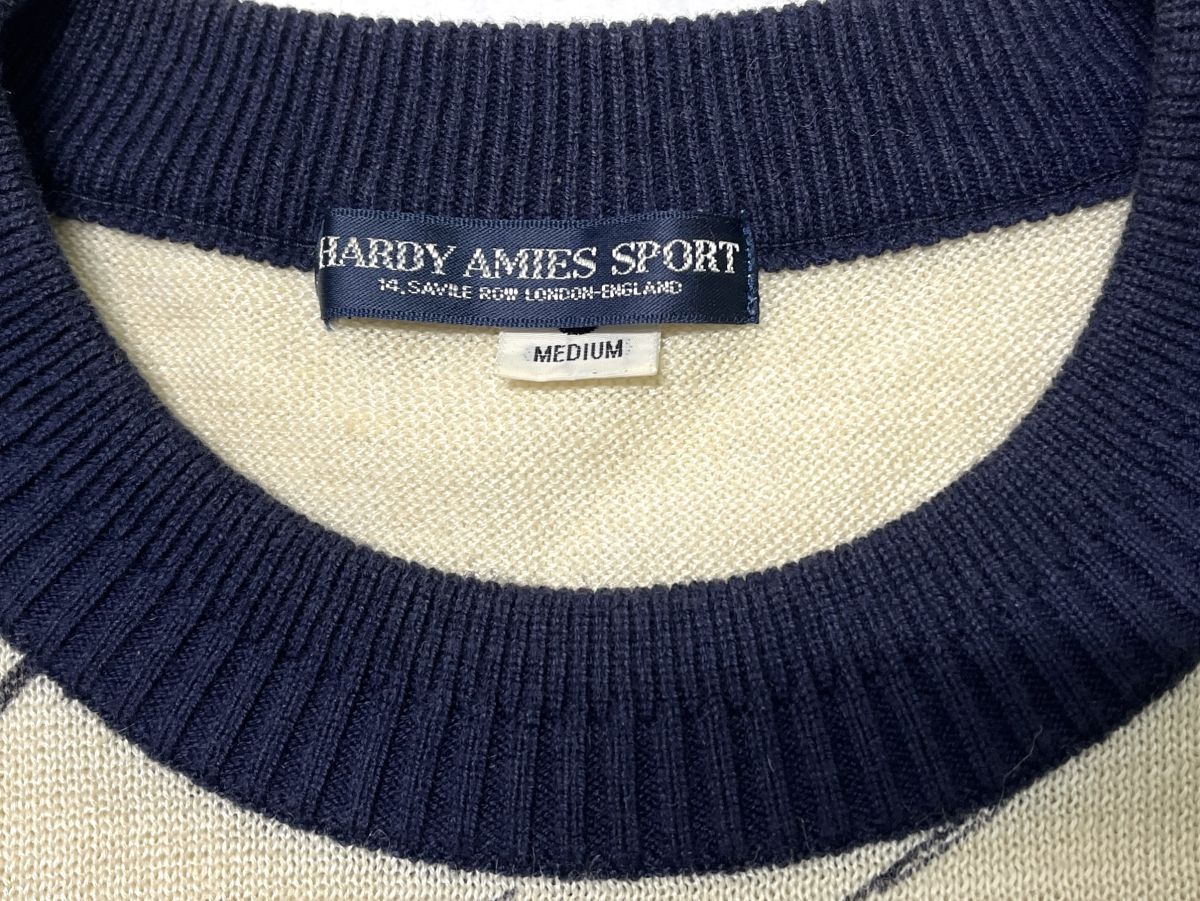 HARDY AMIES SPORT
14.SAVILE ROW LONDON-ENGLAND
MEDIUM